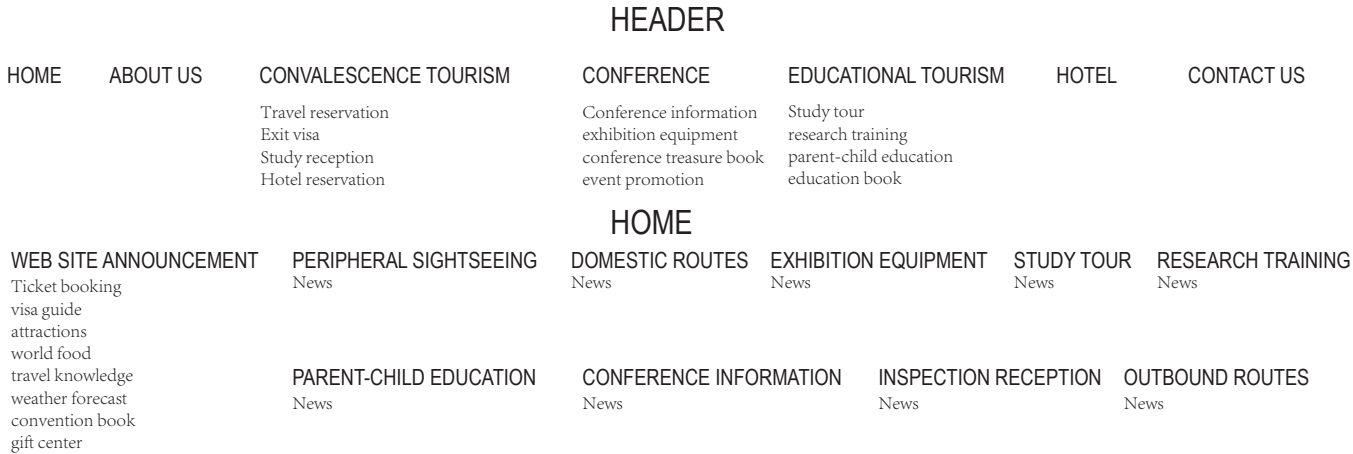 HEADER
HOME ABOUT US CONVALESCENCE TOURISM CONFERENCE EDUCATIONAL TOURISM HOTEL CONTACT US
Travel reservation
Exit visa
Study reception
Hotel reservation
Conference information
exhibition equipment
conference treasure book
event promotion
Study tour
research training
parent-child education
education book
HOME
WEB SITE ANNOUNCEMENT
Ticket booking
visa guide
attractions
world food
travel knowledge
weather forecast
convention book
gift center
PERIPHERAL SIGHTSEEING
News
DOMESTIC ROUTES
News
EXHIBITION EQUIPMENT
News
STUDY TOUR
News
RESEARCH TRAINING
News
PARENT-CHILD EDUCATION
News
CONFERENCE INFORMATION
News
INSPECTION RECEPTION
News
OUTBOUND ROUTES
News